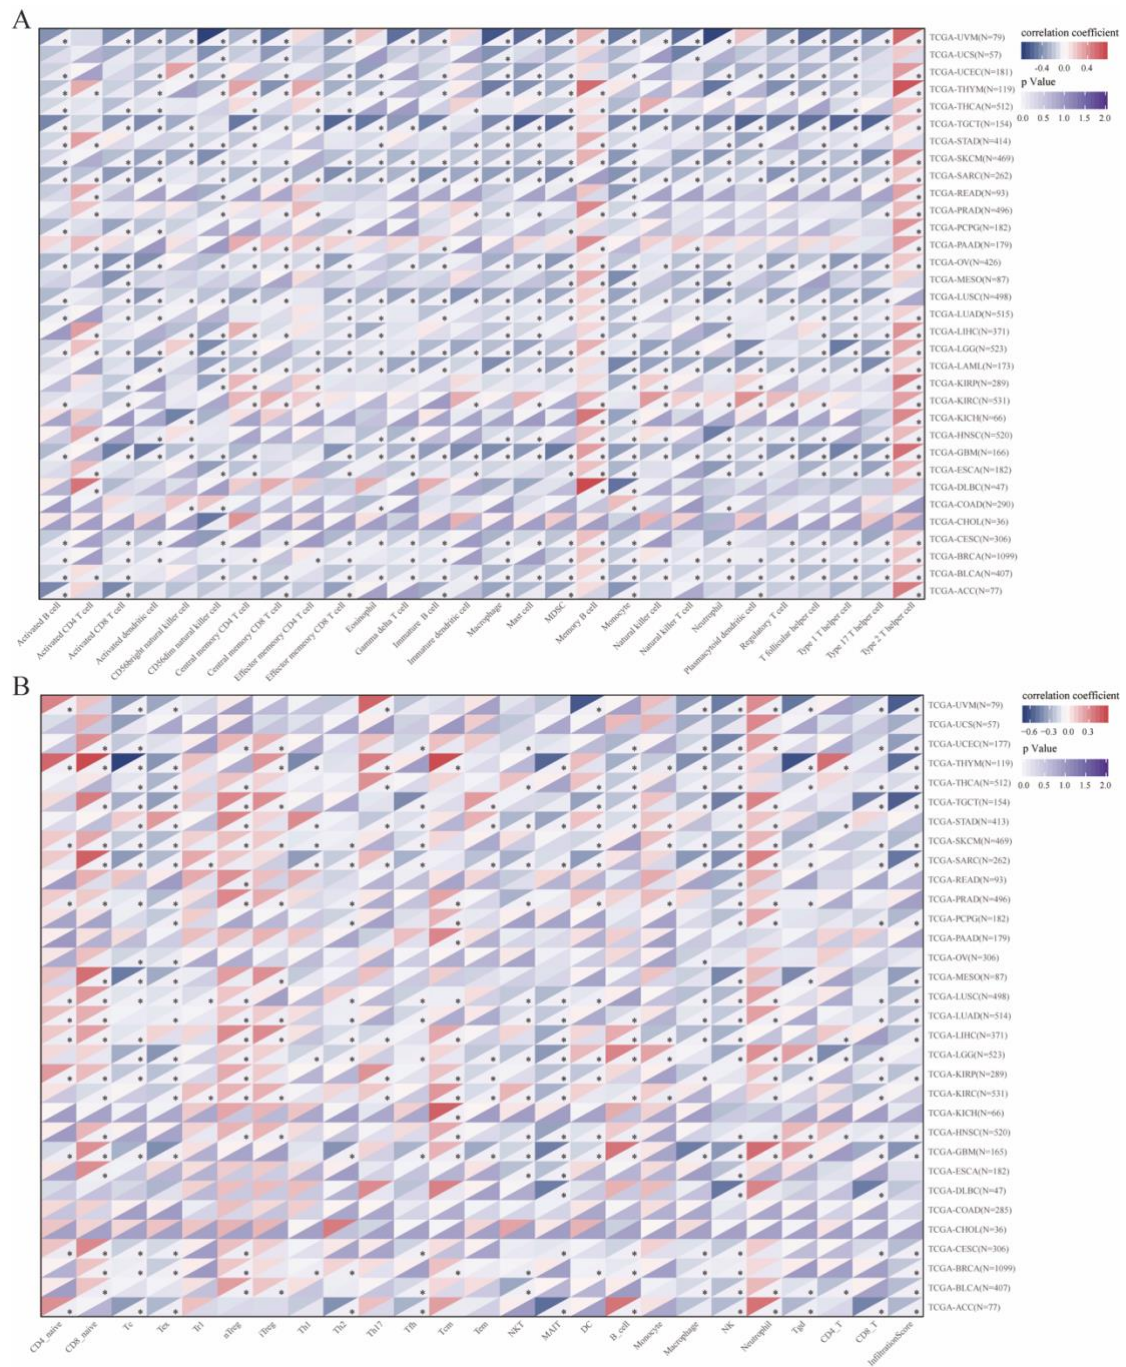 A
TCGA-UVM(N=79)
TCGA-UCS(N=57)
TCGA-UCEC(N=181)
TCGA-THYM(N=119)
TCGA-THCA(N=512)
TCGA-TGCT(N=154)
TCGA-STAD(N=414)
TCGA-SKCM(N=469)
TCGA-SARC(N=262)
TCGA-READ(N=93)
TCGA-PRAD(N=496)
TCGA-PCPG(N=182)
TCGA-PAAD(N=179)
TCGA-OV(N=426)
TCGA-MESO(N=87)
TCGA-LUSC(N=498)
TCGA-LUAD(N=515)
TCGA-LIHC(N=371)
TCGA-LGG(N=523)
TCGA-LAML(N=173)
TCGA-KIRP(N=289)
TCGA-KIRC(N=531)
TCGA-KICH(N=66)
TCGA-HNSC(N=520)
TCGA-GBM(N=166)
TCGA-ESCA(N=182)
TCGA-DLBC(N=47)
TCGA-COAD(N=290)
TCGA-CHOL(N=36)
TCGA-CESC(N=306)
TCGA-BRCA(N=1099)
TCGA-BLCA(N=407)
TCGA-ACC(N=77)
correlation coefficient
-0.4 0.0 0.4
p Value
0.0 0.5 1.0 1.5 2.0
Activated B cell
Activated CD4 T cell
Activated CD8 T cell
Activated dendritic cell
CD56bright natural killer cell
CD56dim natural killer cell
Central memory CD4 T cell
Central memory CD8 T cell
Effector memory CD4 T cell
Effector memory CD8 T cell
Eosinophil
Gamma delta T cell
Immature B cell
Immature dendritic cell
Macrophage
Mast cell
MDSC
Memory B cell
Monocyte
Natural killer cell
Natural killer T cell
Neutrophil
Plasmacytoid dendritic cell
Regulatory T cell
T follicular helper cell
Type 1 T helper cell
Type 17 T helper cell
Type 2 T helper cell
B
TCGA-UVM(N=79)
TCGA-UCS(N=57)
TCGA-UCEC(N=177)
TCGA-THYM(N=119)
TCGA-THCA(N=512)
TCGA-TGCT(N=154)
TCGA-STAD(N=413)
TCGA-SKCM(N=469)
TCGA-SARC(N=262)
TCGA-READ(N=93)
TCGA-PRAD(N=496)
TCGA-PCPG(N=182)
TCGA-PAAD(N=179)
TCGA-OV(N=306)
TCGA-MESO(N=87)
TCGA-LUSC(N=498)
TCGA-LUAD(N=514)
TCGA-LIHC(N=371)
TCGA-LGG(N=523)
TCGA-KIRP(N=289)
TCGA-KIRC(N=531)
TCGA-KICH(N=66)
TCGA-HNSC(N=520)
TCGA-GBM(N=165)
TCGA-ESCA(N=182)
TCGA-DLBC(N=47)
TCGA-COAD(N=285)
TCGA-CHOL(N=36)
TCGA-CESC(N=306)
TCGA-BRCA(N=1099)
TCGA-BLCA(N=407)
TCGA-ACC(N=77)
correlation coefficient
-0.6 -0.3 0.0 0.3
p Value
0.0 0.5 1.0 1.5 2.0
CD4_naive
CD8_naive
Tc
Tex
Tr1
nTreg
iTreg
Th1
Th2
Th17
Tfh
Tcm
Tem
NKT
MAIT
DC
B_cell
Monocyte
Macrophage
NK
Neutrophil
Tgd
CD4_T
CD8_T
InfiltrationScore